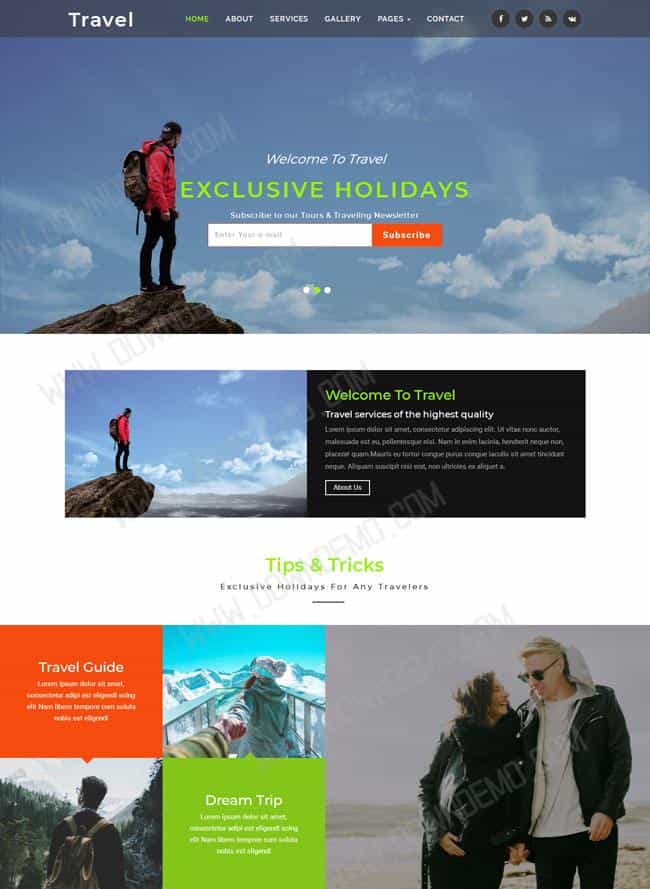 Travel
HOME ABOUT SERVICES GALLERY PAGES CONTACT
Welcome To Travel
EXCLUSIVE HOLIDAYS
Subscribe to our Tours & Traveling Newsletter
Enter Your e-mail
Subscribe
Welcome To Travel
Travel services of the highest quality
Lorem ipsum dolor sit amet, consectetur adipiscing elit. Ut vitae nunc auctor,
malesuada est eu, pellentesque nisi. Nam in enim lacinia, hendrerit neque non,
placerat quam.Mauris eu tortor congue purus congue iaculis sit amet tincidunt
neque. Aliquam suscipit nisi erat, non ultricies ex aliquet a.
About Us
Tips & Tricks
Exclusive Holidays For Any Travelers
Travel Guide
Lorem ipsum dolor sit amet,
consectetur adipi est eligendi scing
elit Nam libero tempore cum soluta
nobis est eligendi
Dream Trip
Lorem ipsum dolor sit amet,
consectetur adipi est eligendi scing
elit Nam libero tempore cum soluta
nobis est eligendi
WWW.DOWNDEMO.COM
WWW.DOWNDEMO.COM